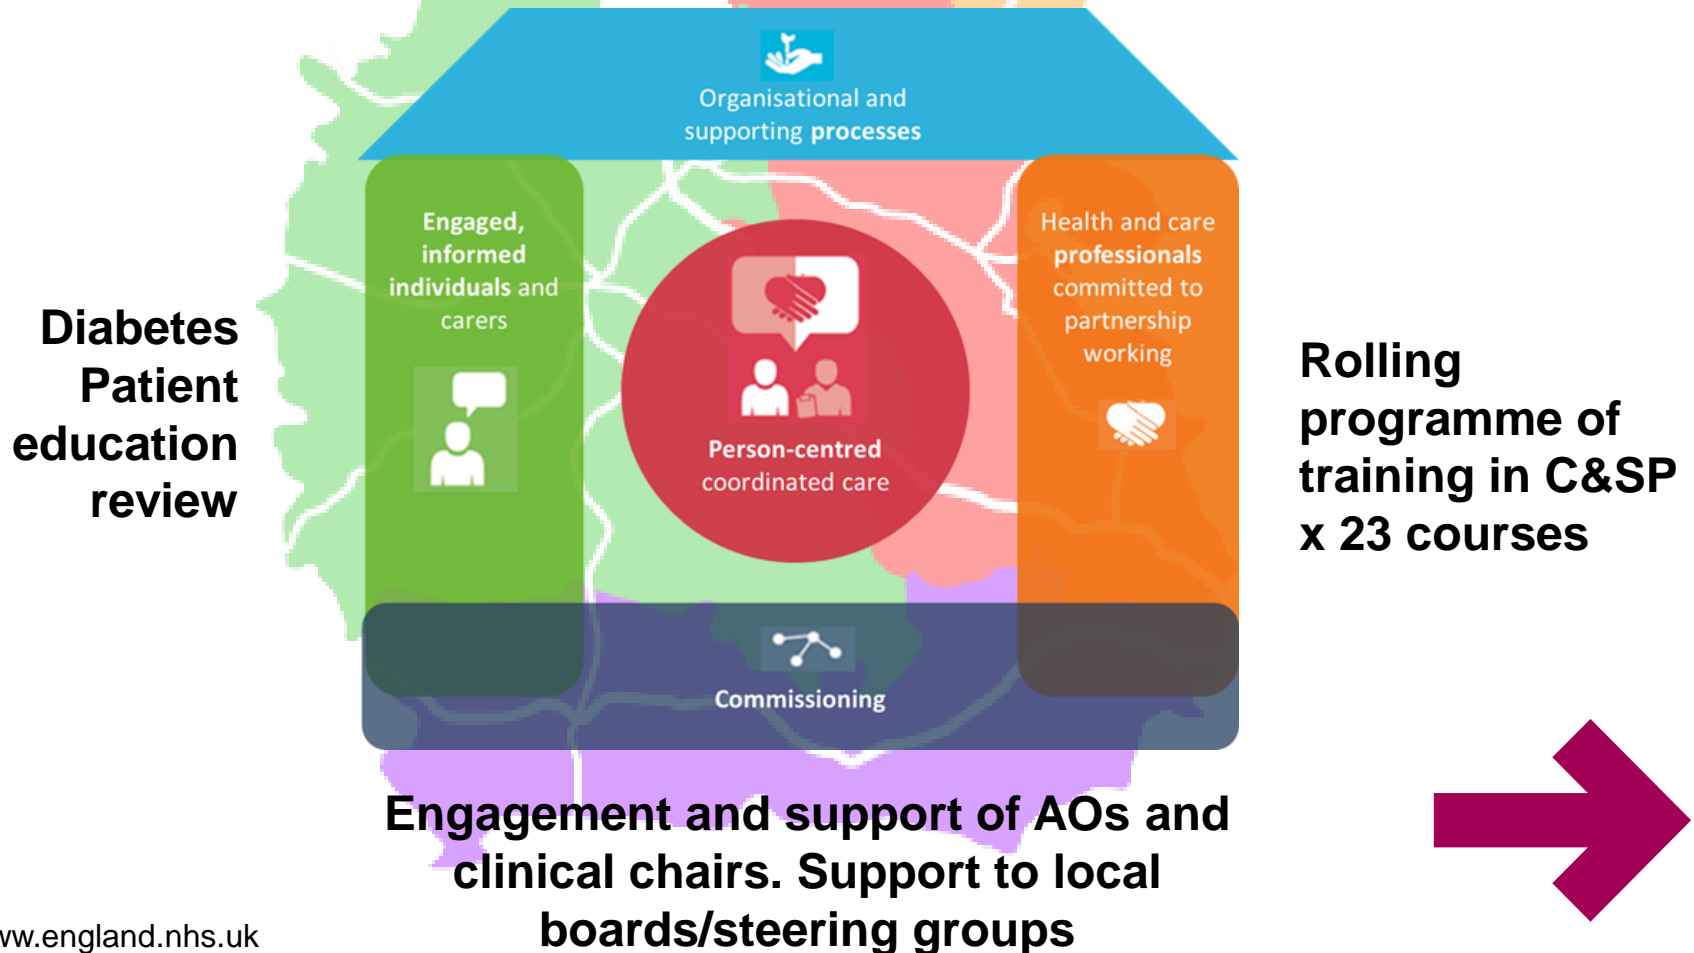 Organisational and
supporting processes
Engaged,
informed
individuals and
carers
Health and care
professionals
committed to
partnership
working
Person-centred
coordinated care
Commissioning
Diabetes
Patient
education
review
Rolling
programme of
training in C&SP
x 23 courses
Engagement and support of AOs and
clinical chairs. Support to local
boards/steering groups
ww.england.nhs.uk